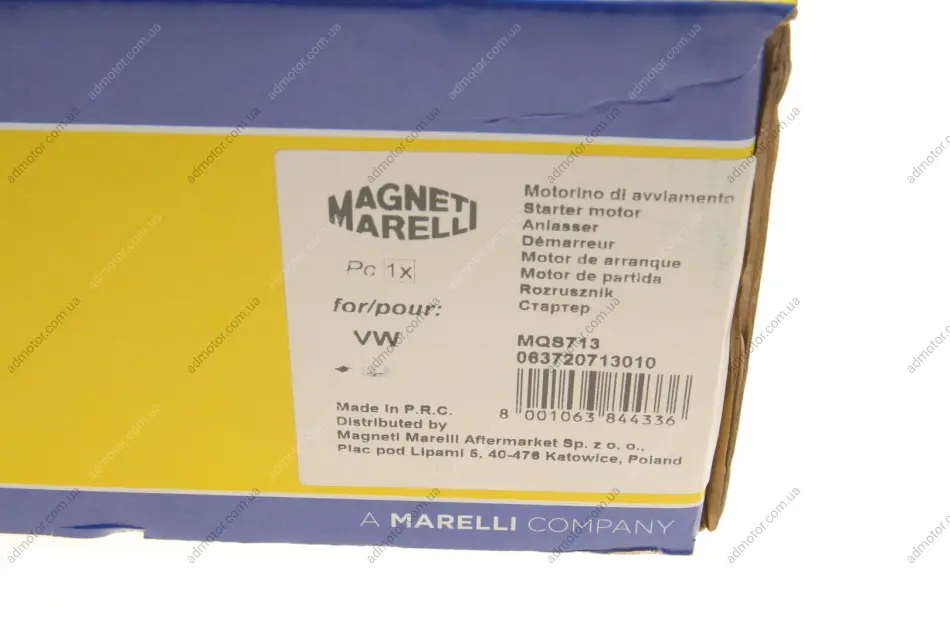 MAGNETI
MARELLI
Pc 1x
for/pour:
VW
Motorino di avviamento
Starter motor
Anlasser
Démarreur
Motor de arranque
Motor de partida
Rozrusznik
Стартер
MQS713
063720713010
8 001063 844336
Made in P.R.C.
Distributed by
Magneti Marelli Aftermarket Sp. z o. o.,
Plac pod Lipami 5, 40-476 Katowice, Poland
A MARELLI COMPANY
admotor.com.ua